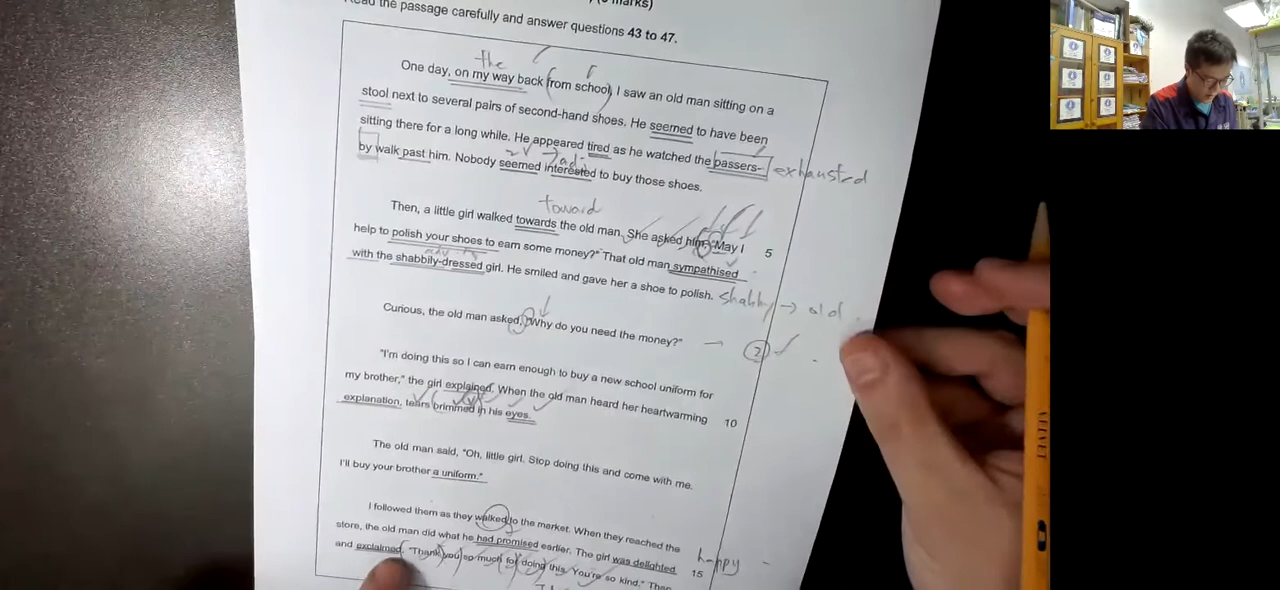 marks)
the passage carefully and answer questions 43 to 47.
the
One day, on my way back from school, I saw an old man sitting on a
stool next to several pairs of second-hand shoes. He seemed to have been
sitting there for a long while. He appeared tired as he watched the passers-
exhausted
by walk past him. Nobody seemed interested to buy those shoes.
toward
Then, a little girl walked towards the old man. She asked him, "May I
help to polish your shoes to earn some money?" That old man sympathised
5
with the shabbily-dressed girl. He smiled and gave her a shoe to polish.
shabby → old
Curious, the old man asked, "Why do you need the money?"
"I'm doing this so I can earn enough to buy a new school uniform for
my brother," the girl explained. When the old man heard her heartwarming
explanation, tears brimmed in his eyes.
10
The old man said, "Oh, little girl. Stop doing this and come with me.
I'll buy your brother a uniform."
I followed them as they walked to the market. When they reached the
store, the old man did what he had promised earlier. The girl was delighted
happy
and exclaimed, "Thank you so much for doing this. You're so kind."
15
VELVET